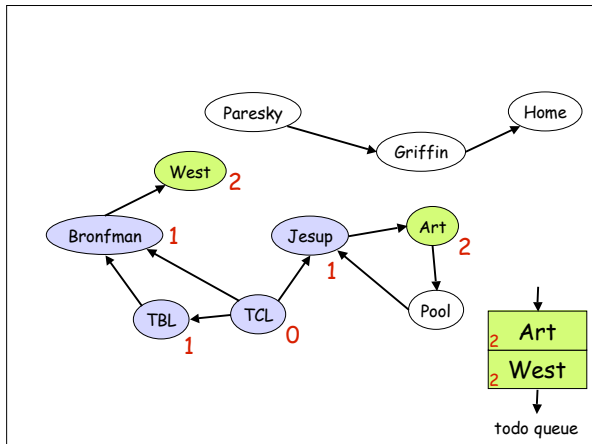 Paresky
Home
Griffin
West
2
Bronfman
1
Jesup
1
Art
2
TBL
1
TCL
0
Pool
2 Art
2 West
todo queue